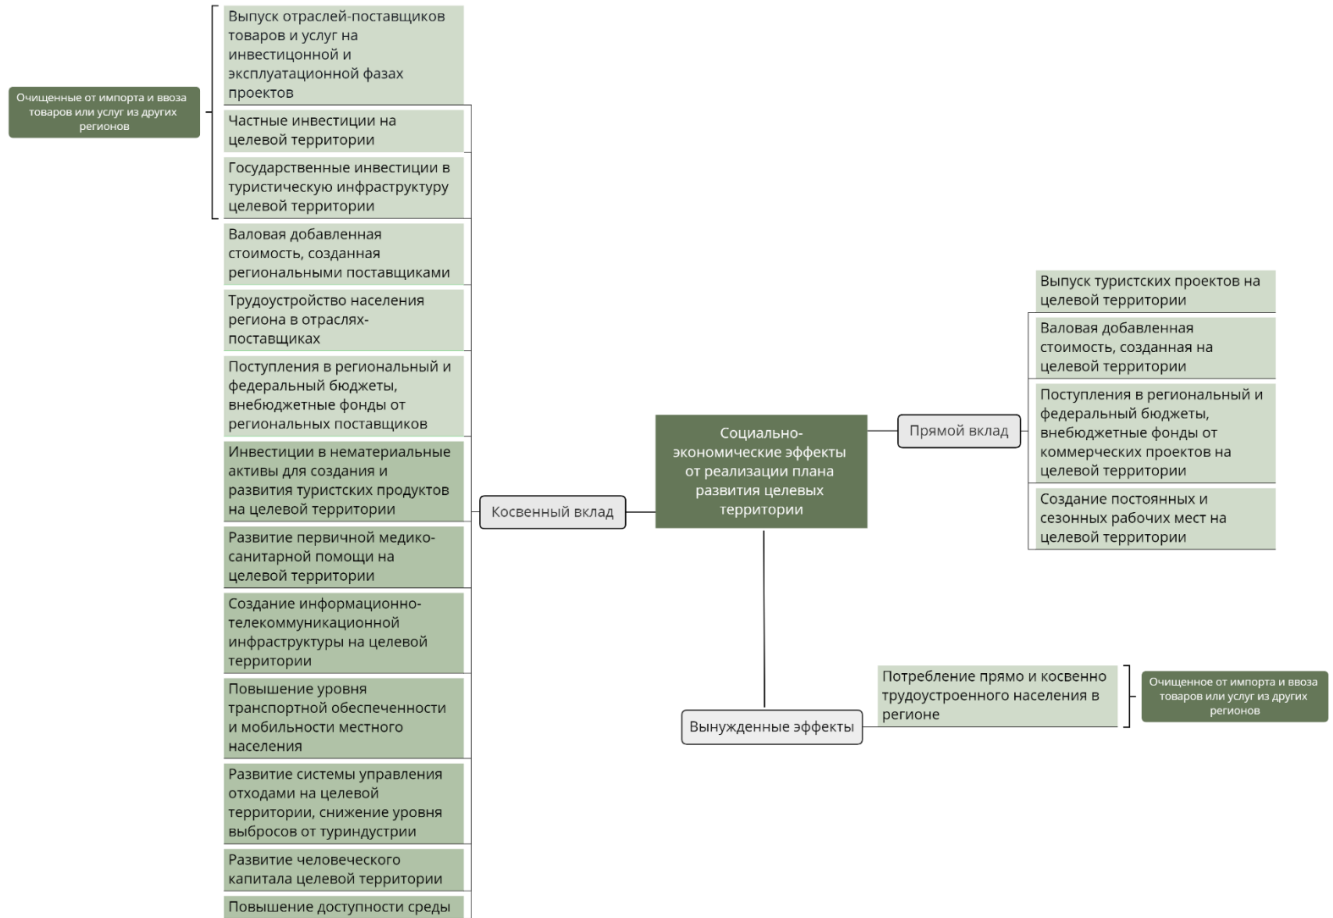 Выпуск отраслей-поставщиков
товаров и услуг на
инвестицонной и
эксплуатационной фазах
проектов
Очищенные от импорта и ввоза
товаров или услуг из других
регионов
Частные инвестиции на
целевой территории
Государственные инвестиции в
туристическую инфраструктуру
целевой территории
Валовая добавленная
стоимость, созданная
региональными поставщиками
Трудоустройство населения
региона в отраслях-
поставщиках
Поступления в региональный и
федеральный бюджеты,
внебюджетные фонды от
региональных поставщиков
Инвестиции в нематериальные
активы для создания и
развития туристских продуктов
на целевой территории
Развитие первичной медико-
санитарной помощи на
целевой территории
Создание информационно-
телекоммуникационной
инфраструктуры на целевой
территории
Повышение уровня
транспортной обеспеченности
и мобильности местного
населения
Развитие системы управления
отходами на целевой
территории, снижение уровня
выбросов от туриндустрии
Развитие человеческого
капитала целевой территории
Повышение доступности среды
Косвенный вклад
Социально-
экономические эффекты
от реализации плана
развития целевых
территории
Прямой вклад
Выпуск туристских проектов на
целевой территории
Валовая добавленная
стоимость, созданная на
целевой территории
Поступления в региональный и
федеральный бюджеты,
внебюджетные фонды от
коммерческих проектов на
целевой территории
Создание постоянных и
сезонных рабочих мест на
целевой территории
Вынужденные эффекты
Потребление прямо и косвенно
трудоустроенного населения в
регионе
Очищенное от импорта и ввоза
товаров или услуг из других
регионов